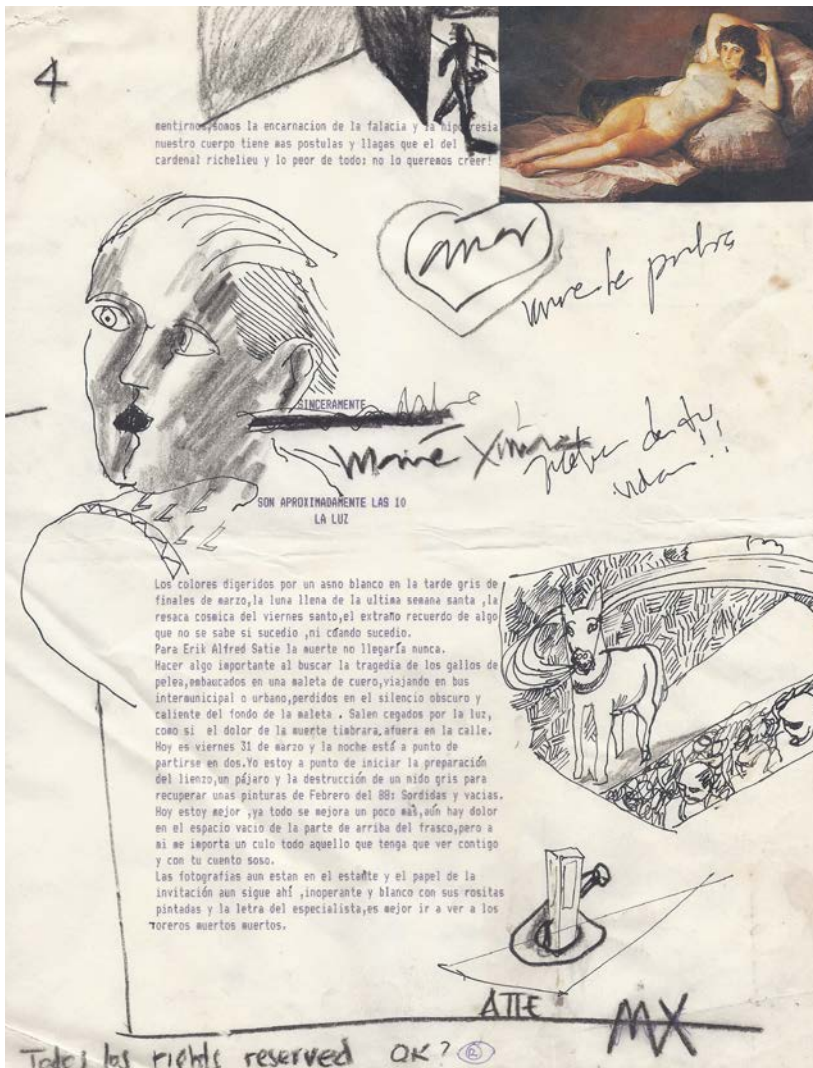 4
mentirnos,somos la encarnacion de la falacia y la hipocresia
nuestro cuerpo tiene mas postulas y llagas que el del
cardenal richelieu y lo peor de todo: no lo queremos creer!
amor
SINCERAMENTE
SON APROXIMADAMENTE LAS 10
LA LUZ
vida!!
Los colores digeridos por un asno blanco en la tarde gris de
finales de marzo,la luna llena de la ultima semana santa ,la
resaca cosmica del viernes santo,el extraño recuerdo de algo
que no se sabe si sucedio ,ni cúando sucedio.
Para Erik Alfred Satie la muerte no llegaría nunca.
Hacer algo importante al buscar la tragedia de los gallos de
pelea,embaucados en una maleta de cuero,viajando en bus
intermunicipal o urbano,perdidos en el silencio obscuro y
caliente del fondo de la maleta . Salen cegados por la luz,
como si el dolor de la muerte timbrara,afuera en la calle.
Hoy es viernes 31 de marzo y la noche está a punto de
partirse en dos.Yo estoy a punto de iniciar la preparación
del lienzo,un pájaro y la destrucción de un nido gris para
recuperar unas pinturas de Febrero del 88: Sordidas y vacias.
Hoy estoy mejor ,ya todo se mejora un poco más,aún hay dolor
en el espacio vacio de la parte de arriba del frasco,pero a
mi me importa un culo todo aquello que tenga que ver contigo
y con tu cuento soso.
Las fotografias aun estan en el estante y el papel de la
invitación aun sigue ahí ,inoperante y blanco con sus rositas
pintadas y la letra del especialista,es mejor ir a ver a los
Toreros muertos muertos.
ATTE
MX
Todos los rights reserved OK? R